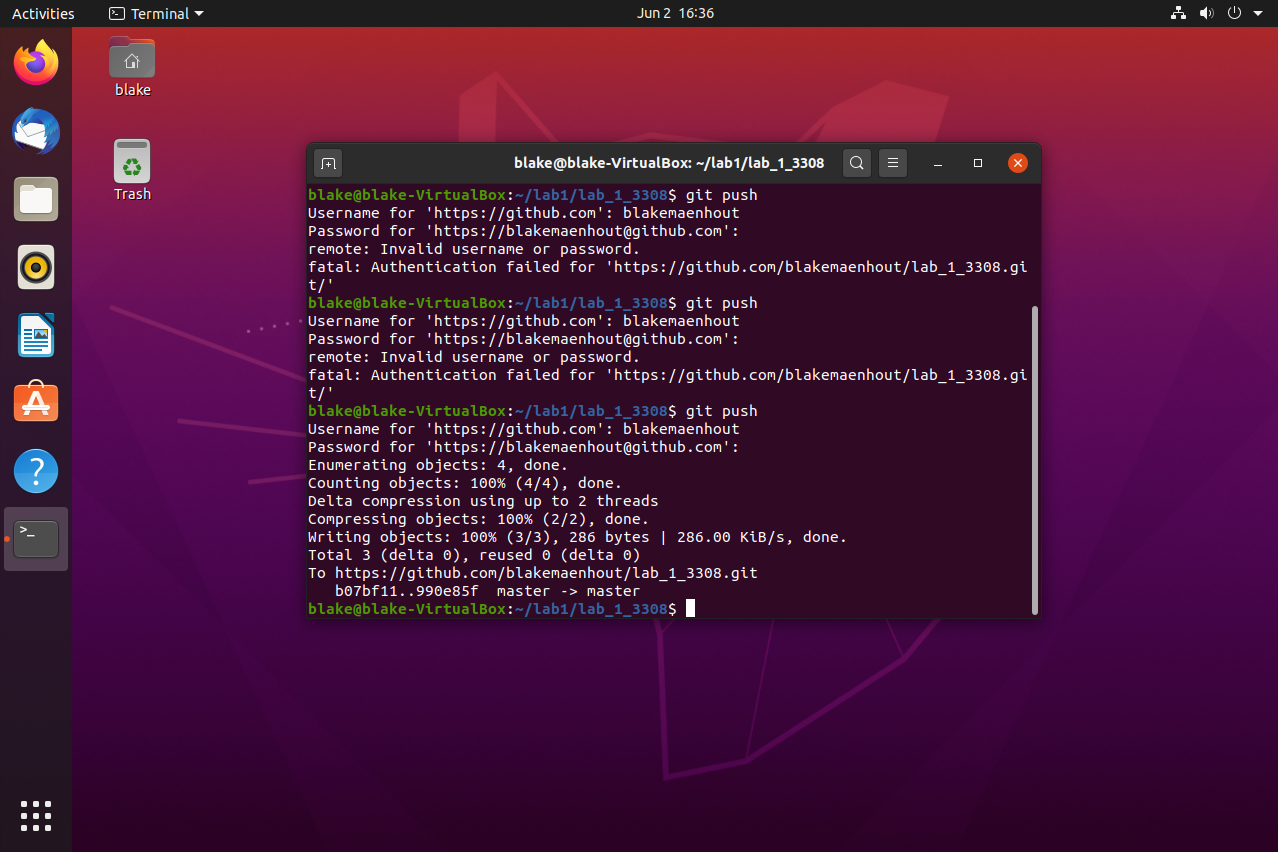 Activities
Terminal
Jun 2 16:36
blake
Trash
blake@blake-VirtualBox: ~/lab1/lab_1_3308
blake@blake-VirtualBox:~/lab1/lab_1_3308$ git push
Username for 'https://github.com': blakemaenhout
Password for 'https://blakemaenhout@github.com':
remote: Invalid username or password.
fatal: Authentication failed for 'https://github.com/blakemaenhout/lab_1_3308.gi
t/'
blake@blake-VirtualBox:~/lab1/lab_1_3308$ git push
Username for 'https://github.com': blakemaenhout
Password for 'https://blakemaenhout@github.com':
remote: Invalid username or password.
fatal: Authentication failed for 'https://github.com/blakemaenhout/lab_1_3308.gi
t/'
blake@blake-VirtualBox:~/lab1/lab_1_3308$ git push
Username for 'https://github.com': blakemaenhout
Password for 'https://blakemaenhout@github.com':
Enumerating objects: 4, done.
Counting objects: 100% (4/4), done.
Delta compression using up to 2 threads
Compressing objects: 100% (2/2), done.
Writing objects: 100% (3/3), 286 bytes | 286.00 KiB/s, done.
Total 3 (delta 0), reused 0 (delta 0)
To https://github.com/blakemaenhout/lab_1_3308.git
   b07bf11..990e85f  master -> master
blake@blake-VirtualBox:~/lab1/lab_1_3308$